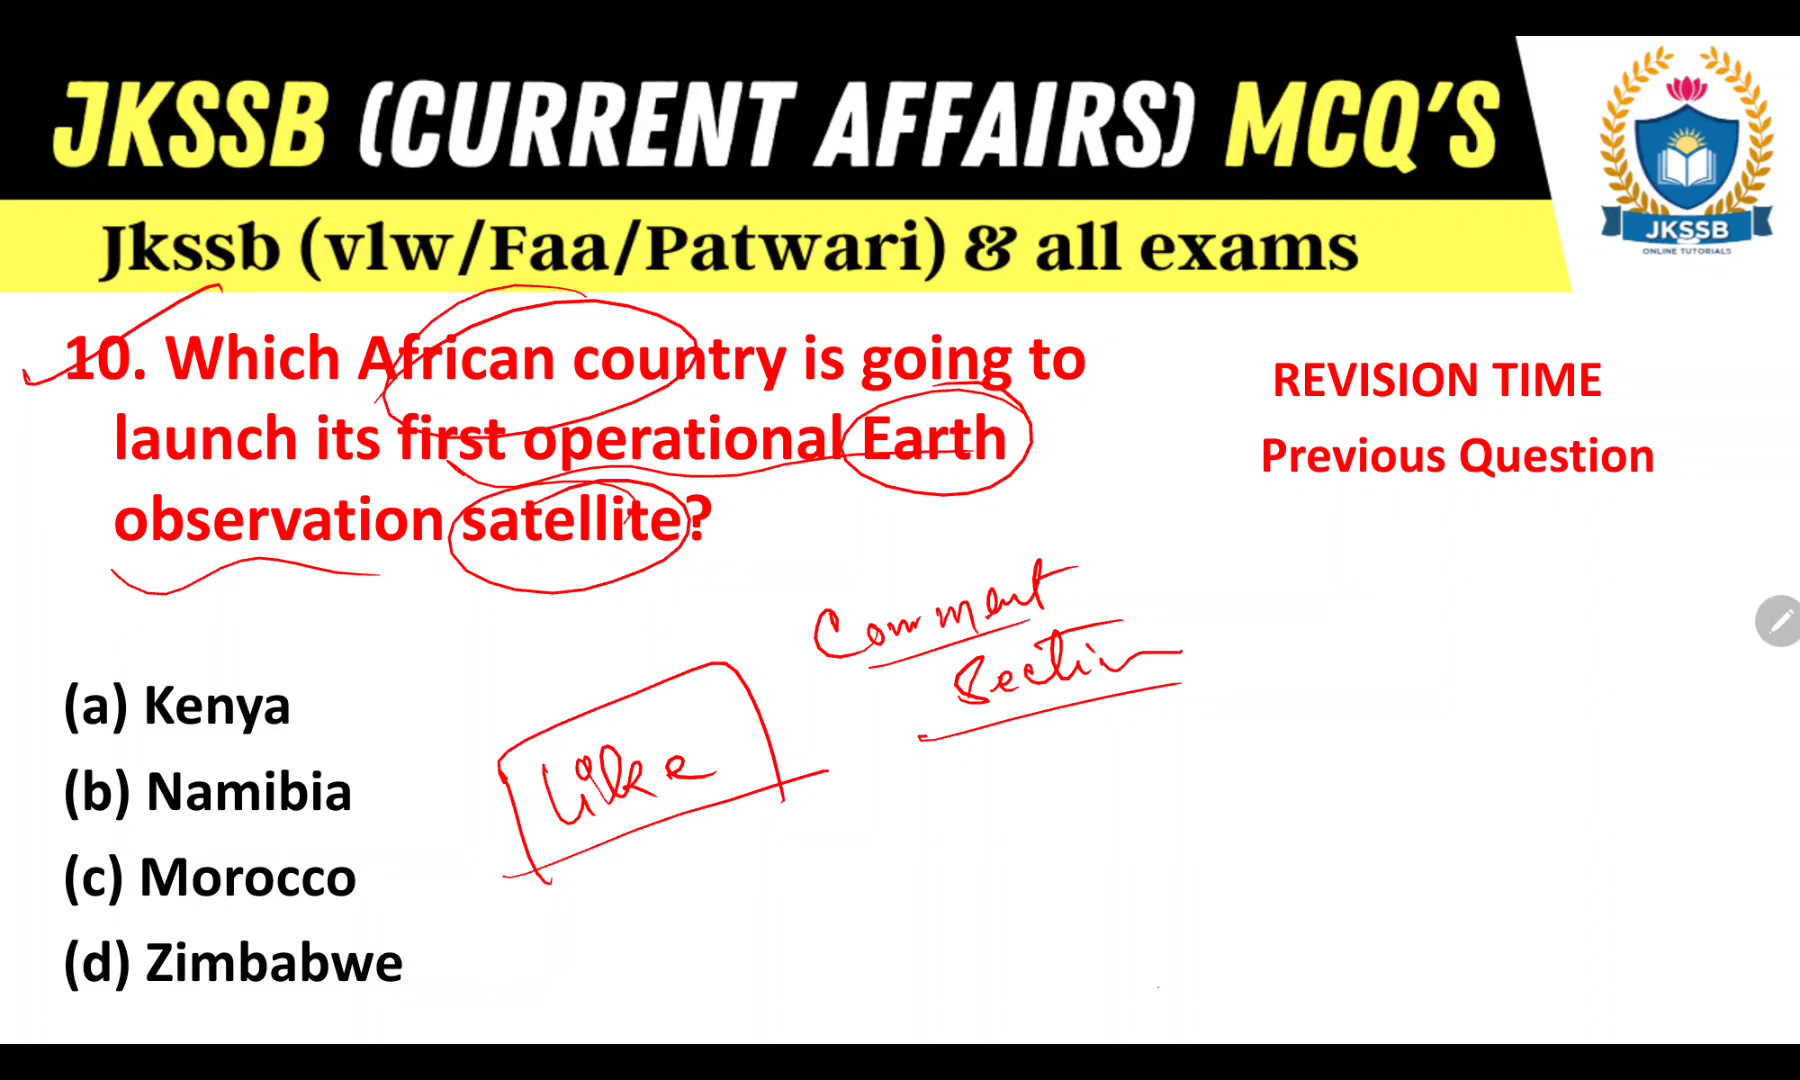 JKSSB (CURRENT AFFAIRS) MCQ'S
Jkssb (vlw/Faa/Patwari) & all exams
JKSSB
ONLINE TUTORIALS
10. Which African country is going to
launch its first operational Earth
observation satellite?
REVISION TIME
Previous Question
Comment
Section
Like
(a) Kenya
(b) Namibia
(c) Morocco
(d) Zimbabwe